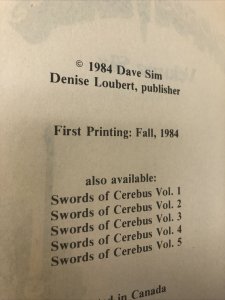 © 1984 Dave Sim
Denise Loubert, publisher
First Printing: Fall, 1984
also available:
Swords of Cerebus Vol. 1
Swords of Cerebus Vol. 2
Swords of Cerebus Vol. 3
Swords of Cerebus Vol. 4
Swords of Cerebus Vol. 5
ted in Canada